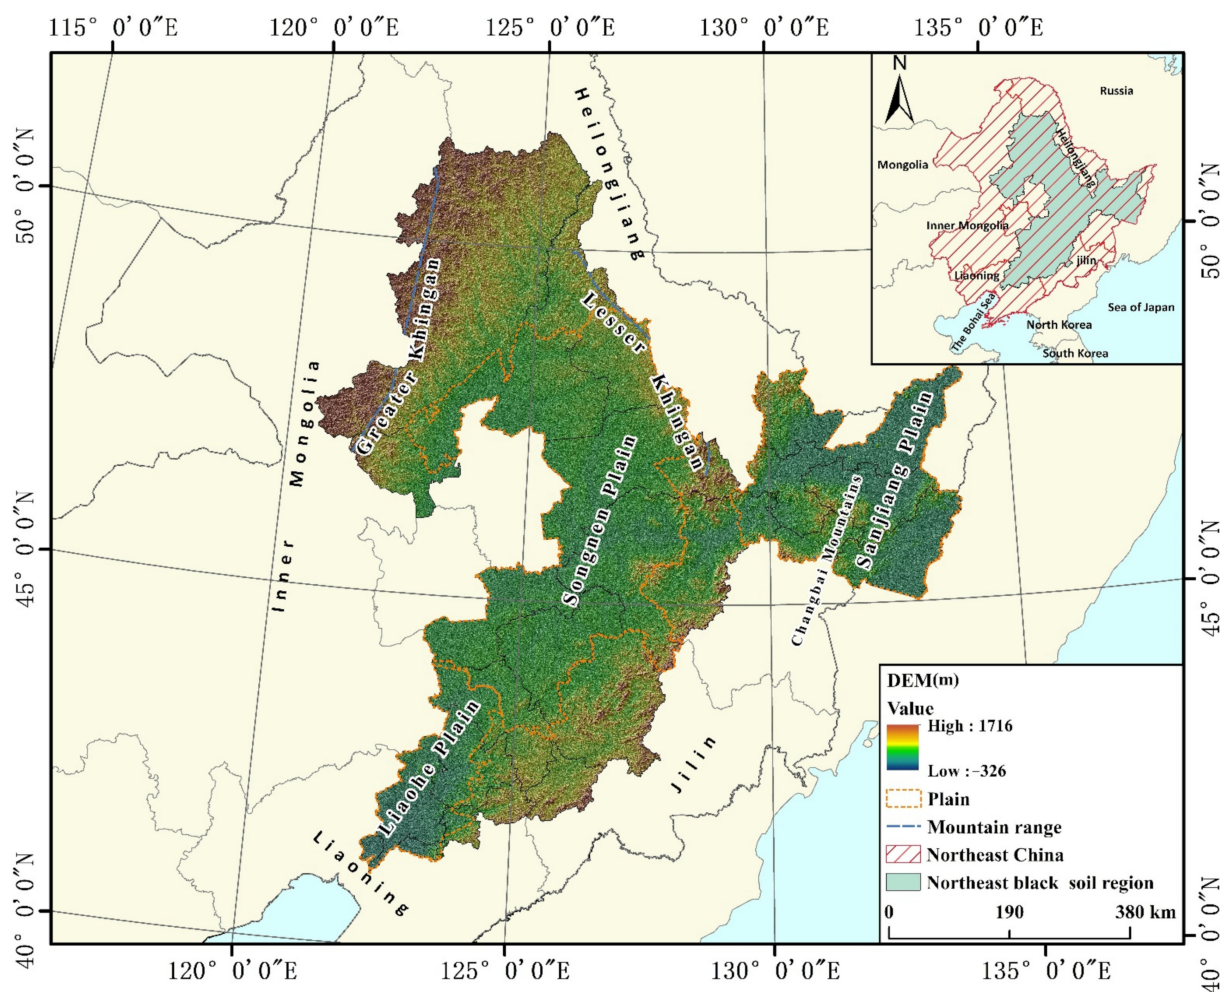 115° 0′0″E
120° 0′0″E
125° 0′0″E
130° 0′0″E
135° 0′0″E
50° 0′0″N
45° 0′0″N
40° 0′0″N
Heilongjiang
Greater Khingan
Lesser Khingan
Inner Mongolia
Songnen Plain
Changbai Mountains
Sanjiang Plain
Liaohe Plain
Jilin
Liaoning
N
Russia
Mongolia
Heilongjiang
Inner Mongolia
Liaoning
jilin
The Bohai Sea
Sea of Japan
North Korea
South Korea
50° 0′0″N
45° 0′0″N
40° 0′0″N
DEM(m)
Value
High : 1716
Low :−326
Plain
Mountain range
Northeast China
Northeast black soil region
0 190 380 km
120° 0′0″E
125° 0′0″E
130° 0′0″E
135° 0′0″E